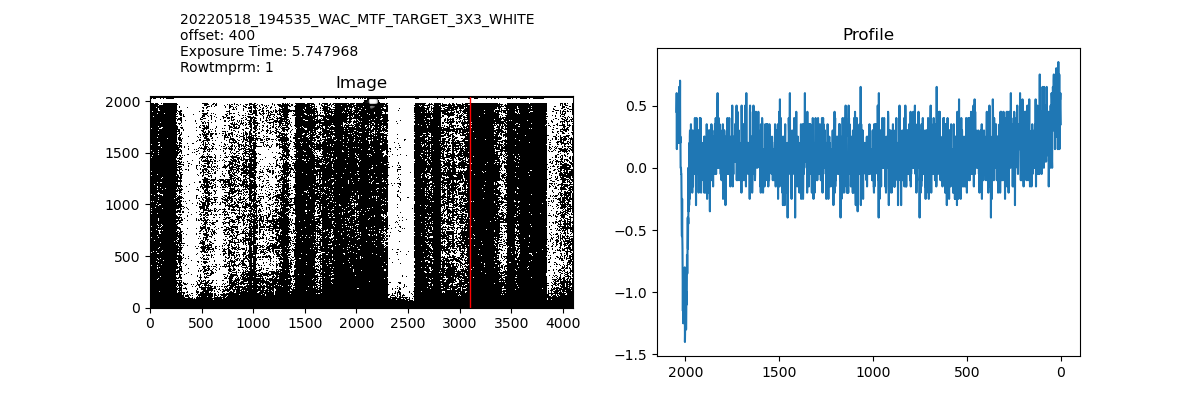 20220518_194535_WAC_MTF_TARGET_3X3_WHITE
offset: 400
Exposure Time: 5.747968
Rowtmprm: 1
Image
2000
1500
1000
500
0
0 500 1000 1500 2000 2500 3000 3500 4000
Profile
0.5
0.0
−0.5
−1.0
−1.5
2000 1500 1000 500 0